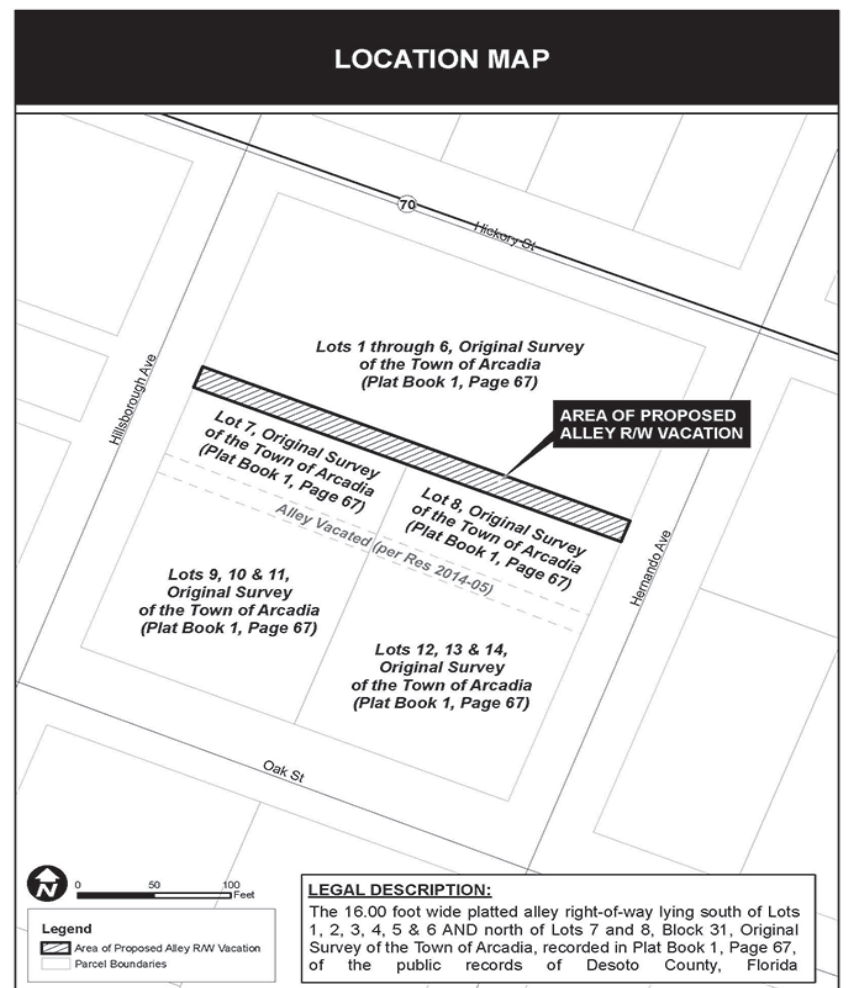 LOCATION MAP
70
Hickory St
Lots 1 through 6, Original Survey
of the Town of Arcadia
(Plat Book 1, Page 67)
Hillsborough Ave
AREA OF PROPOSED
ALLEY R/W VACATION
Lot 7, Original Survey
of the Town of Arcadia
(Plat Book 1, Page 67)
Lot 8, Original Survey
of the Town of Arcadia
(Plat Book 1, Page 67)
Alley Vacated (per Res 2014-05)
Hernando Ave
Lots 9, 10 & 11,
Original Survey
of the Town of Arcadia
(Plat Book 1, Page 67)
Lots 12, 13 & 14,
Original Survey
of the Town of Arcadia
(Plat Book 1, Page 67)
Oak St
N
0 50 100
Feet
Legend
Area of Proposed Alley R/W Vacation
Parcel Boundaries
LEGAL DESCRIPTION:
The 16.00 foot wide platted alley right-of-way lying south of Lots
1, 2, 3, 4, 5 & 6 AND north of Lots 7 and 8, Block 31, Original
Survey of the Town of Arcadia, recorded in Plat Book 1, Page 67,
of the public records of Desoto County, Florida